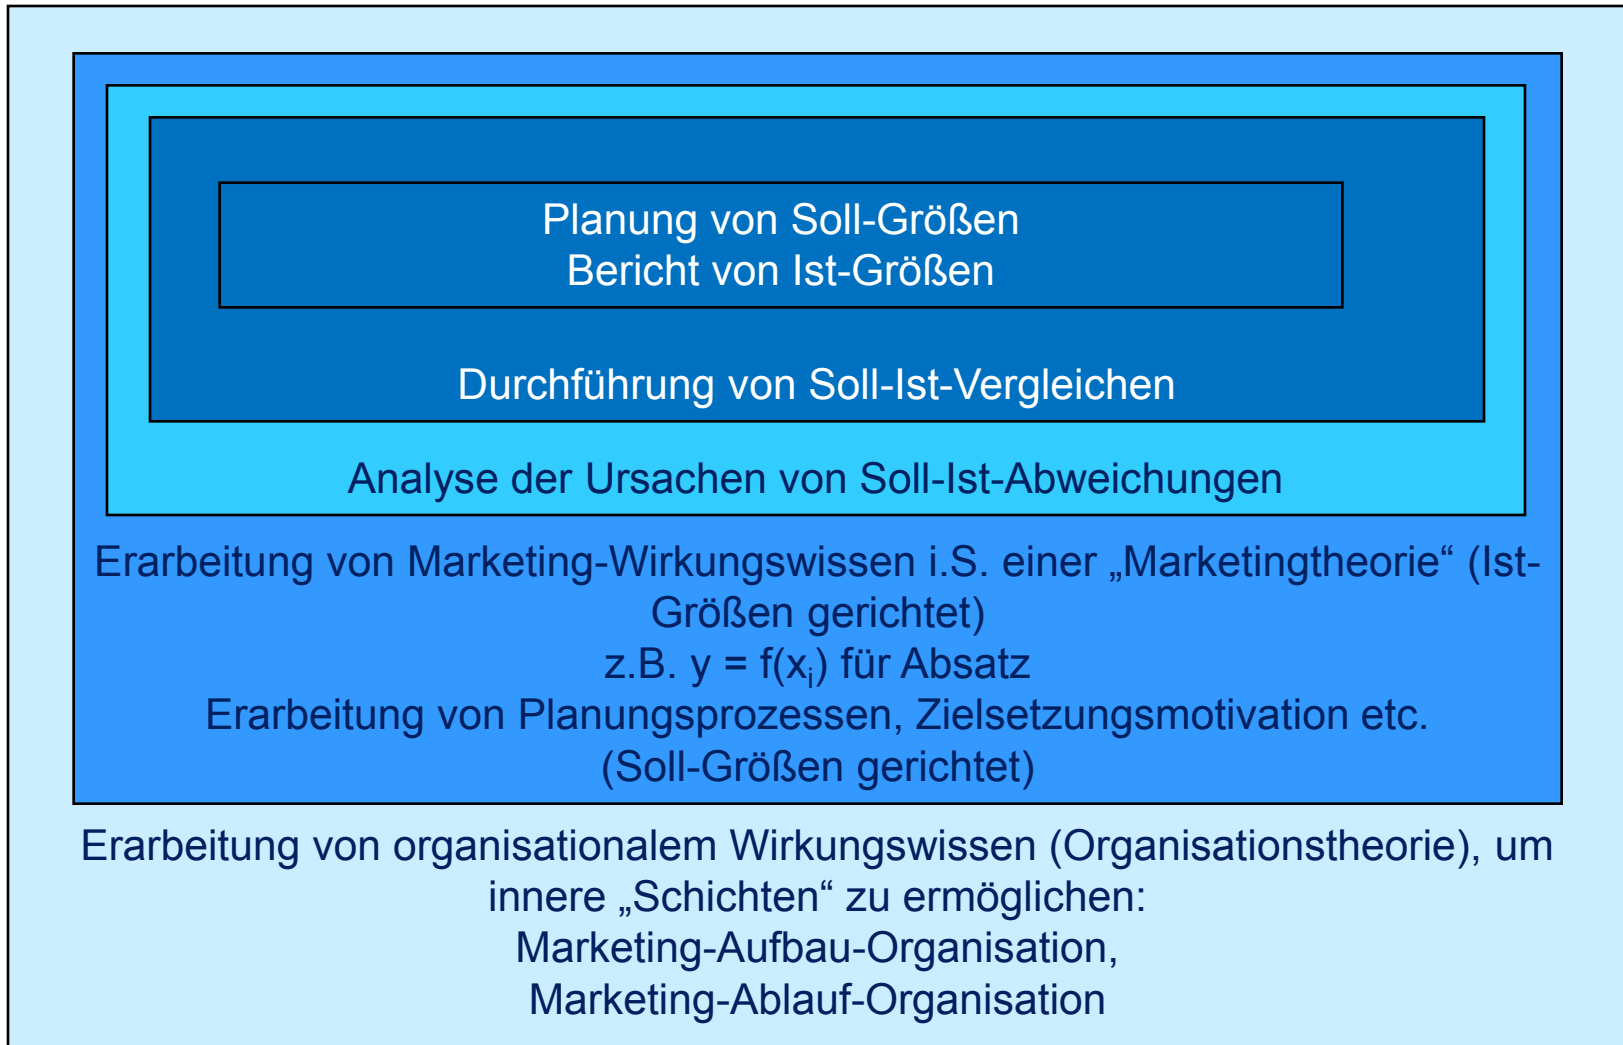 Planung von Soll-Größen
Bericht von Ist-Größen
Durchführung von Soll-Ist-Vergleichen
Analyse der Ursachen von Soll-Ist-Abweichungen
Erarbeitung von Marketing-Wirkungswissen i.S. einer „Marketingtheorie“ (Ist-
Größen gerichtet)
z.B. y = f(xᵢ) für Absatz
Erarbeitung von Planungsprozessen, Zielsetzungsmotivation etc.
(Soll-Größen gerichtet)
Erarbeitung von organisationalem Wirkungswissen (Organisationstheorie), um
innere „Schichten“ zu ermöglichen:
Marketing-Aufbau-Organisation,
Marketing-Ablauf-Organisation